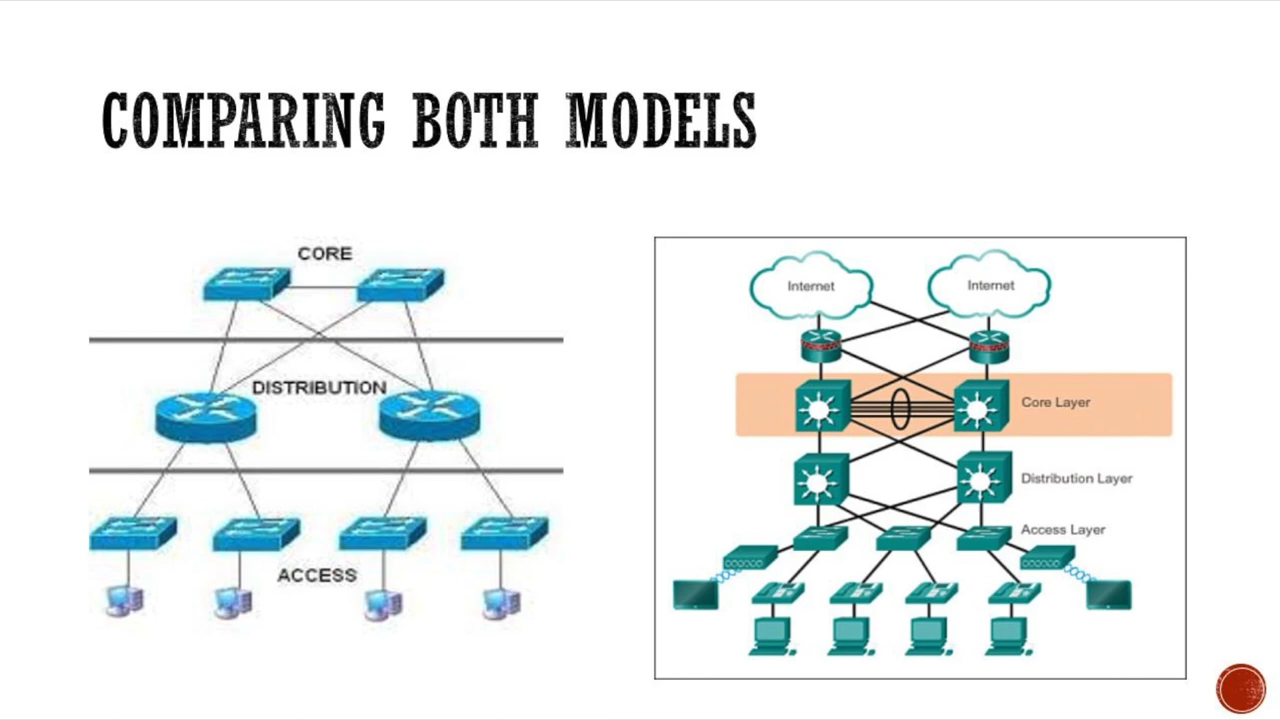 COMPARING BOTH MODELS
CORE
DISTRIBUTION
ACCESS
Internet
Internet
Core Layer
Distribution Layer
Access Layer